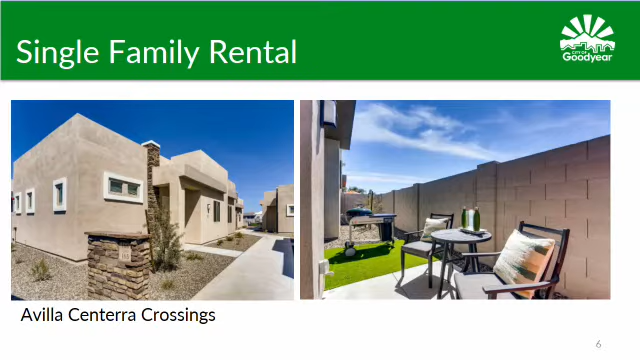 Single Family Rental
CITY OF
Goodyear
Avilla Centerra Crossings
6